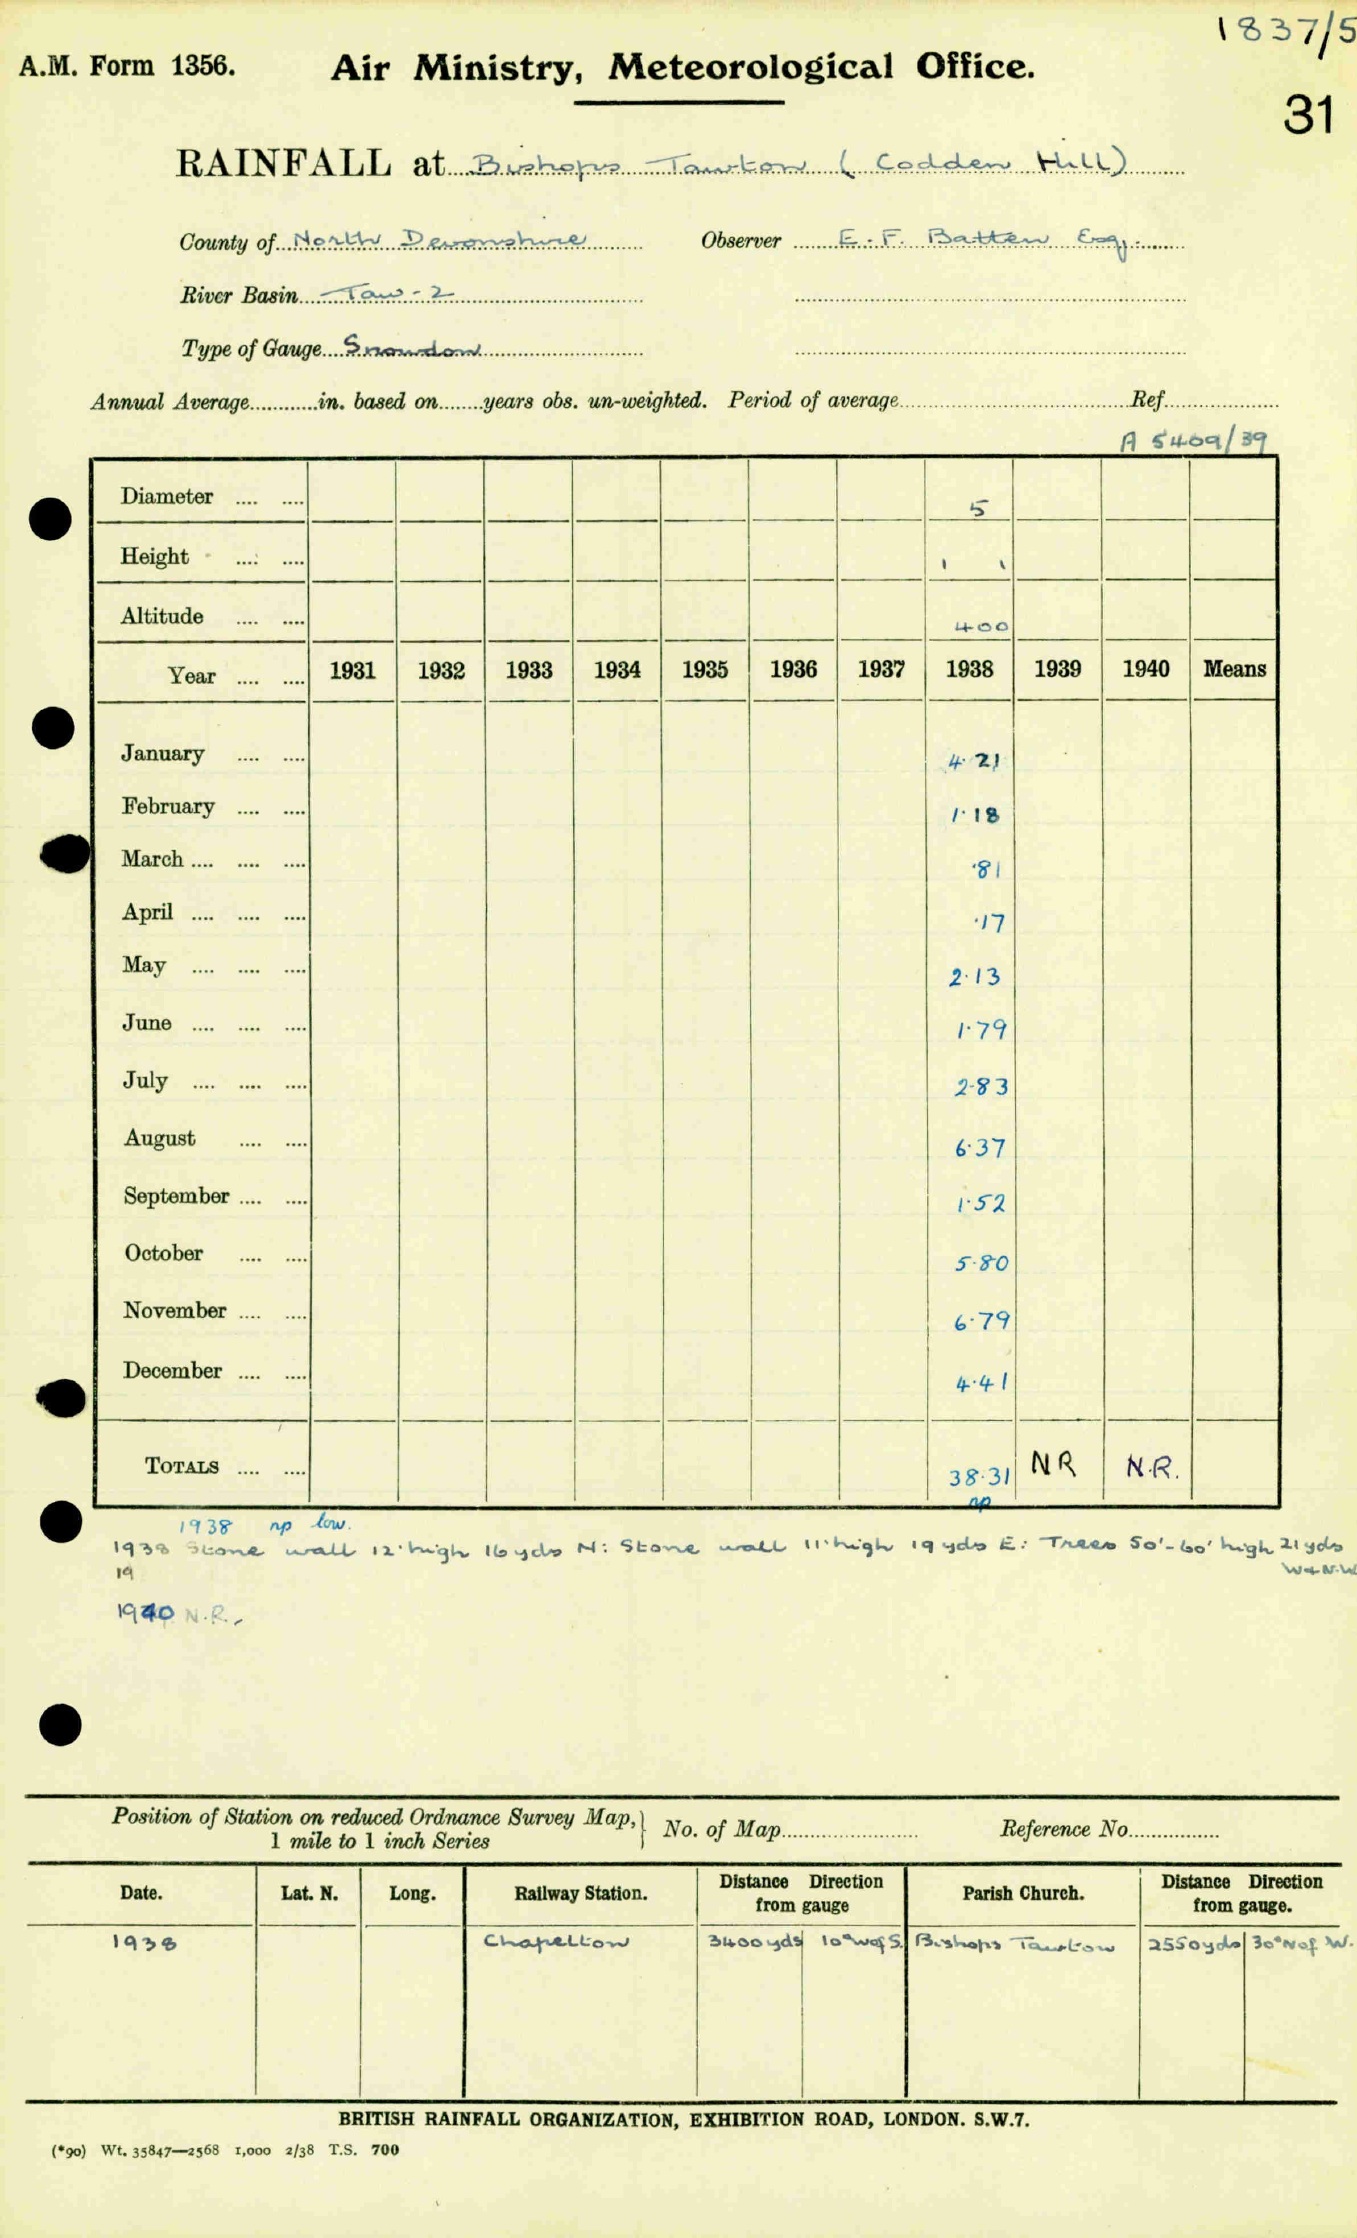 1837/5
A.M. Form 1356. Air Ministry, Meteorological Office.
31
RAINFALL at Bishops Tawton ( Codden Hill)
County of North Devonshire Observer E. F. Batten Esq.
River Basin Taw - 2
Type of Gauge Snowdon
Annual Average............in. based on........years obs. un-weighted. Period of average........................Ref....................
A 5409/39
Diameter .... .... 5
Height .... .... 1 1
Altitude .... .... 400
Year .... .... 1931 1932 1933 1934 1935 1936 1937 1938 1939 1940 Means
January .... .... 4.21
February .... .... 1.18
March .... .... .... .81
April .... .... .... .17
May .... .... .... 2.13
June .... .... .... 1.79
July .... .... .... 2.83
August .... .... 6.37
September .... .... 1.52
October .... .... 5.80
November .... .... 6.79
December .... .... 4.41
TOTALS .... .... 38.31 NR N.R.
np
1938 np low.
1938 Stone wall 12' high 16 yds N: Stone wall 11' high 19 yds E: Trees 50'-60' high 21 yds
W & N.W
19
1940 N.R.
Position of Station on reduced Ordnance Survey Map, } No. of Map........................ Reference No................
1 mile to 1 inch Series
Date. Lat. N. Long. Railway Station. Distance Direction from gauge Parish Church. Distance Direction from gauge.
1938 Chapelton 3400 yds 10° W of S. Bishops Tawton 2550 yds 30° N of W.
BRITISH RAINFALL ORGANIZATION, EXHIBITION ROAD, LONDON. S.W.7.
(*90) Wt. 35847—2568 1,000 2/38 T.S. 700